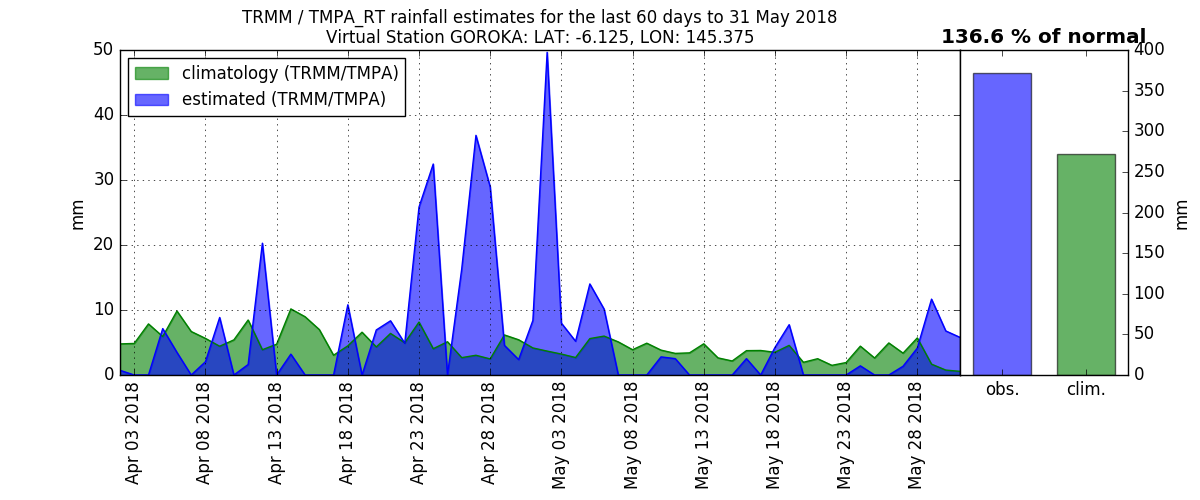 TRMM / TMPA_RT rainfall estimates for the last 60 days to 31 May 2018
Virtual Station GOROKA: LAT: -6.125, LON: 145.375
136.6 % of normal
climatology (TRMM/TMPA)
estimated (TRMM/TMPA)
mm
50
40
30
20
10
0
Apr 03 2018
Apr 08 2018
Apr 13 2018
Apr 18 2018
Apr 23 2018
Apr 28 2018
May 03 2018
May 08 2018
May 13 2018
May 18 2018
May 23 2018
May 28 2018
obs.
clim.
400
350
300
250
200
150
100
50
0
mm